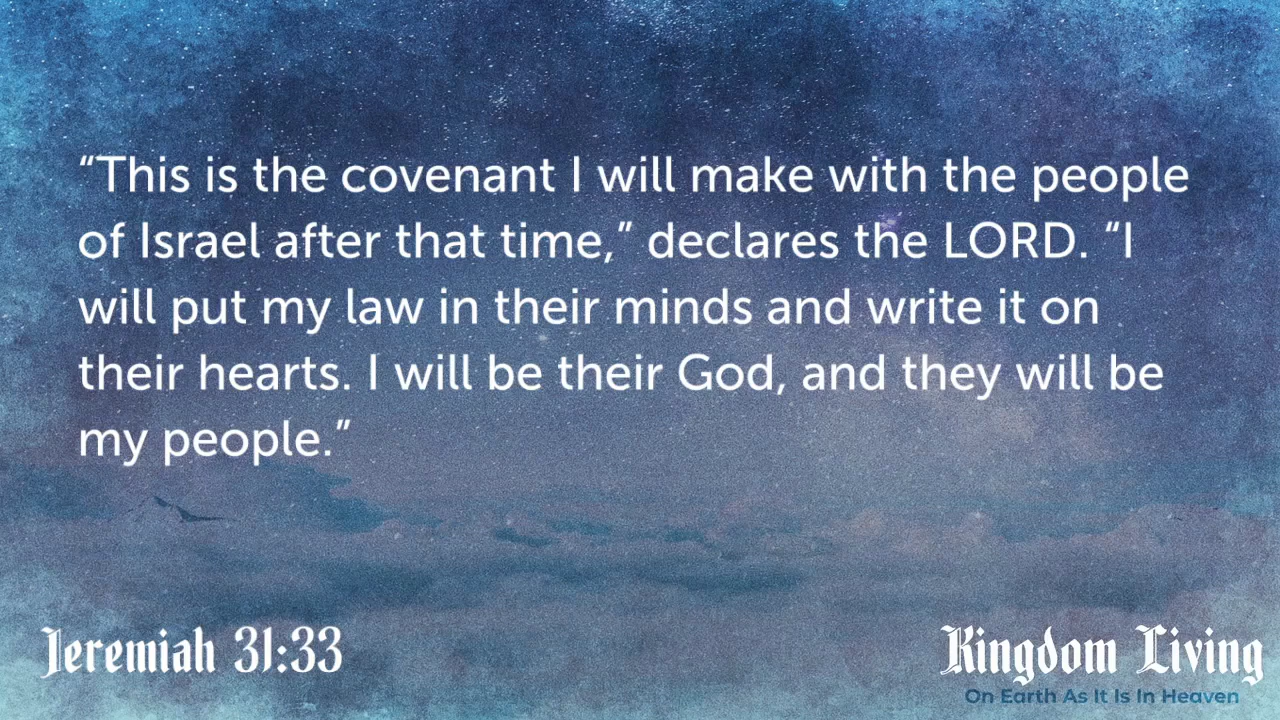 “This is the covenant I will make with the people
of Israel after that time,” declares the LORD. “I
will put my law in their minds and write it on
their hearts. I will be their God, and they will be
my people.”
Jeremiah 31:33
Kingdom Living
On Earth As It Is In Heaven